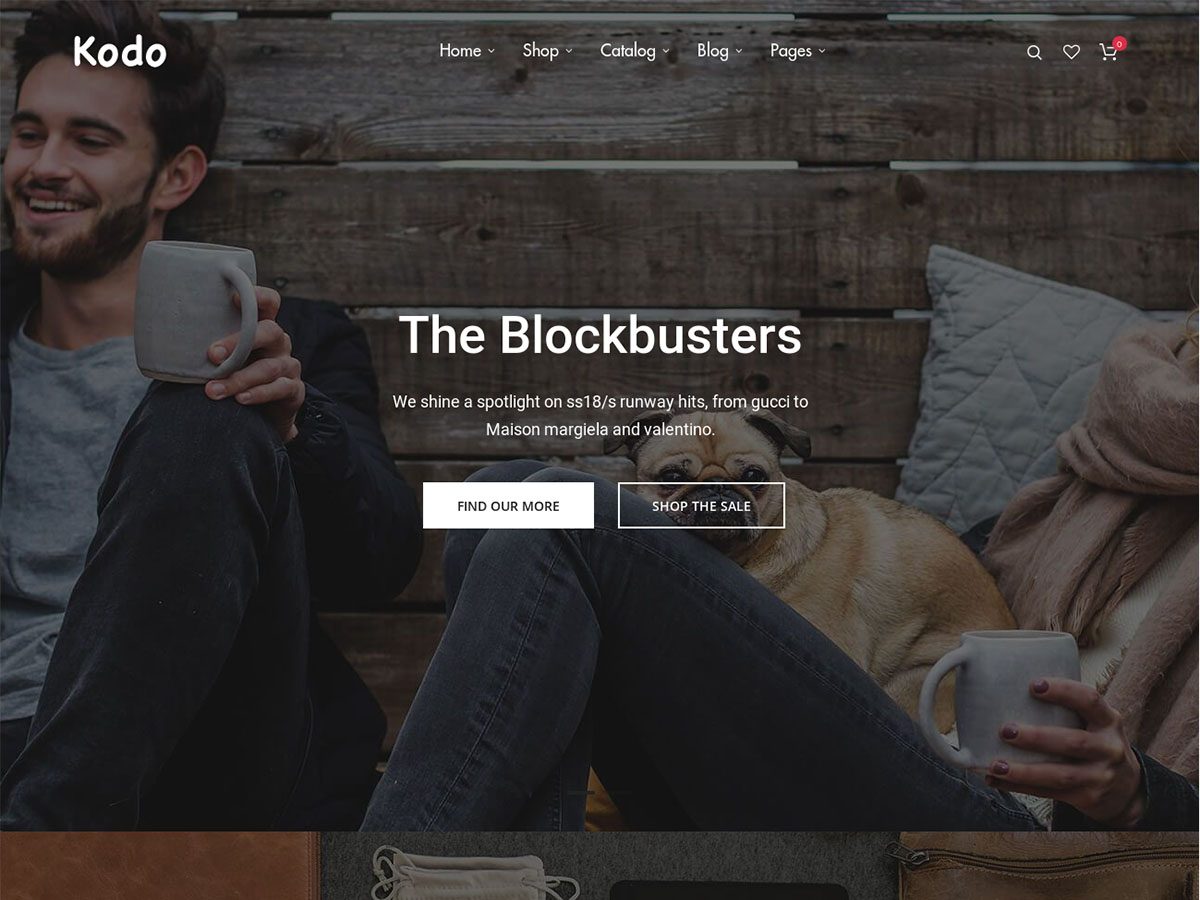 Kodo
Home Shop Catalog Blog Pages
0
The Blockbusters
We shine a spotlight on ss18/s runway hits, from gucci to
Maison margiela and valentino.
FIND OUR MORE SHOP THE SALE